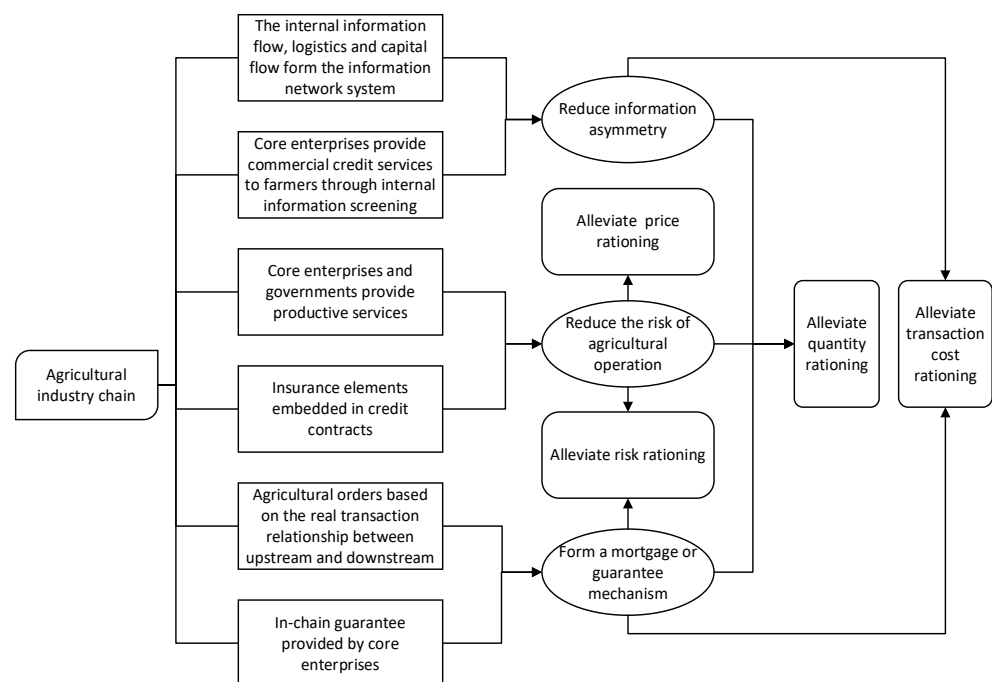 The internal information
flow, logistics and capital
flow form the information
network system
Reduce information
asymmetry
Core enterprises provide
commercial credit services
to farmers through internal
information screening
Alleviate price
rationing
Core enterprises and
governments provide
productive services
Reduce the risk of
agricultural
operation
Alleviate
quantity
rationing
Alleviate
transaction
cost
rationing
Agricultural
industry chain
Insurance elements
embedded in credit
contracts
Alleviate risk rationing
Agricultural orders based
on the real transaction
relationship between
upstream and downstream
Form a mortgage or
guarantee
mechanism
In-chain guarantee
provided by core
enterprises